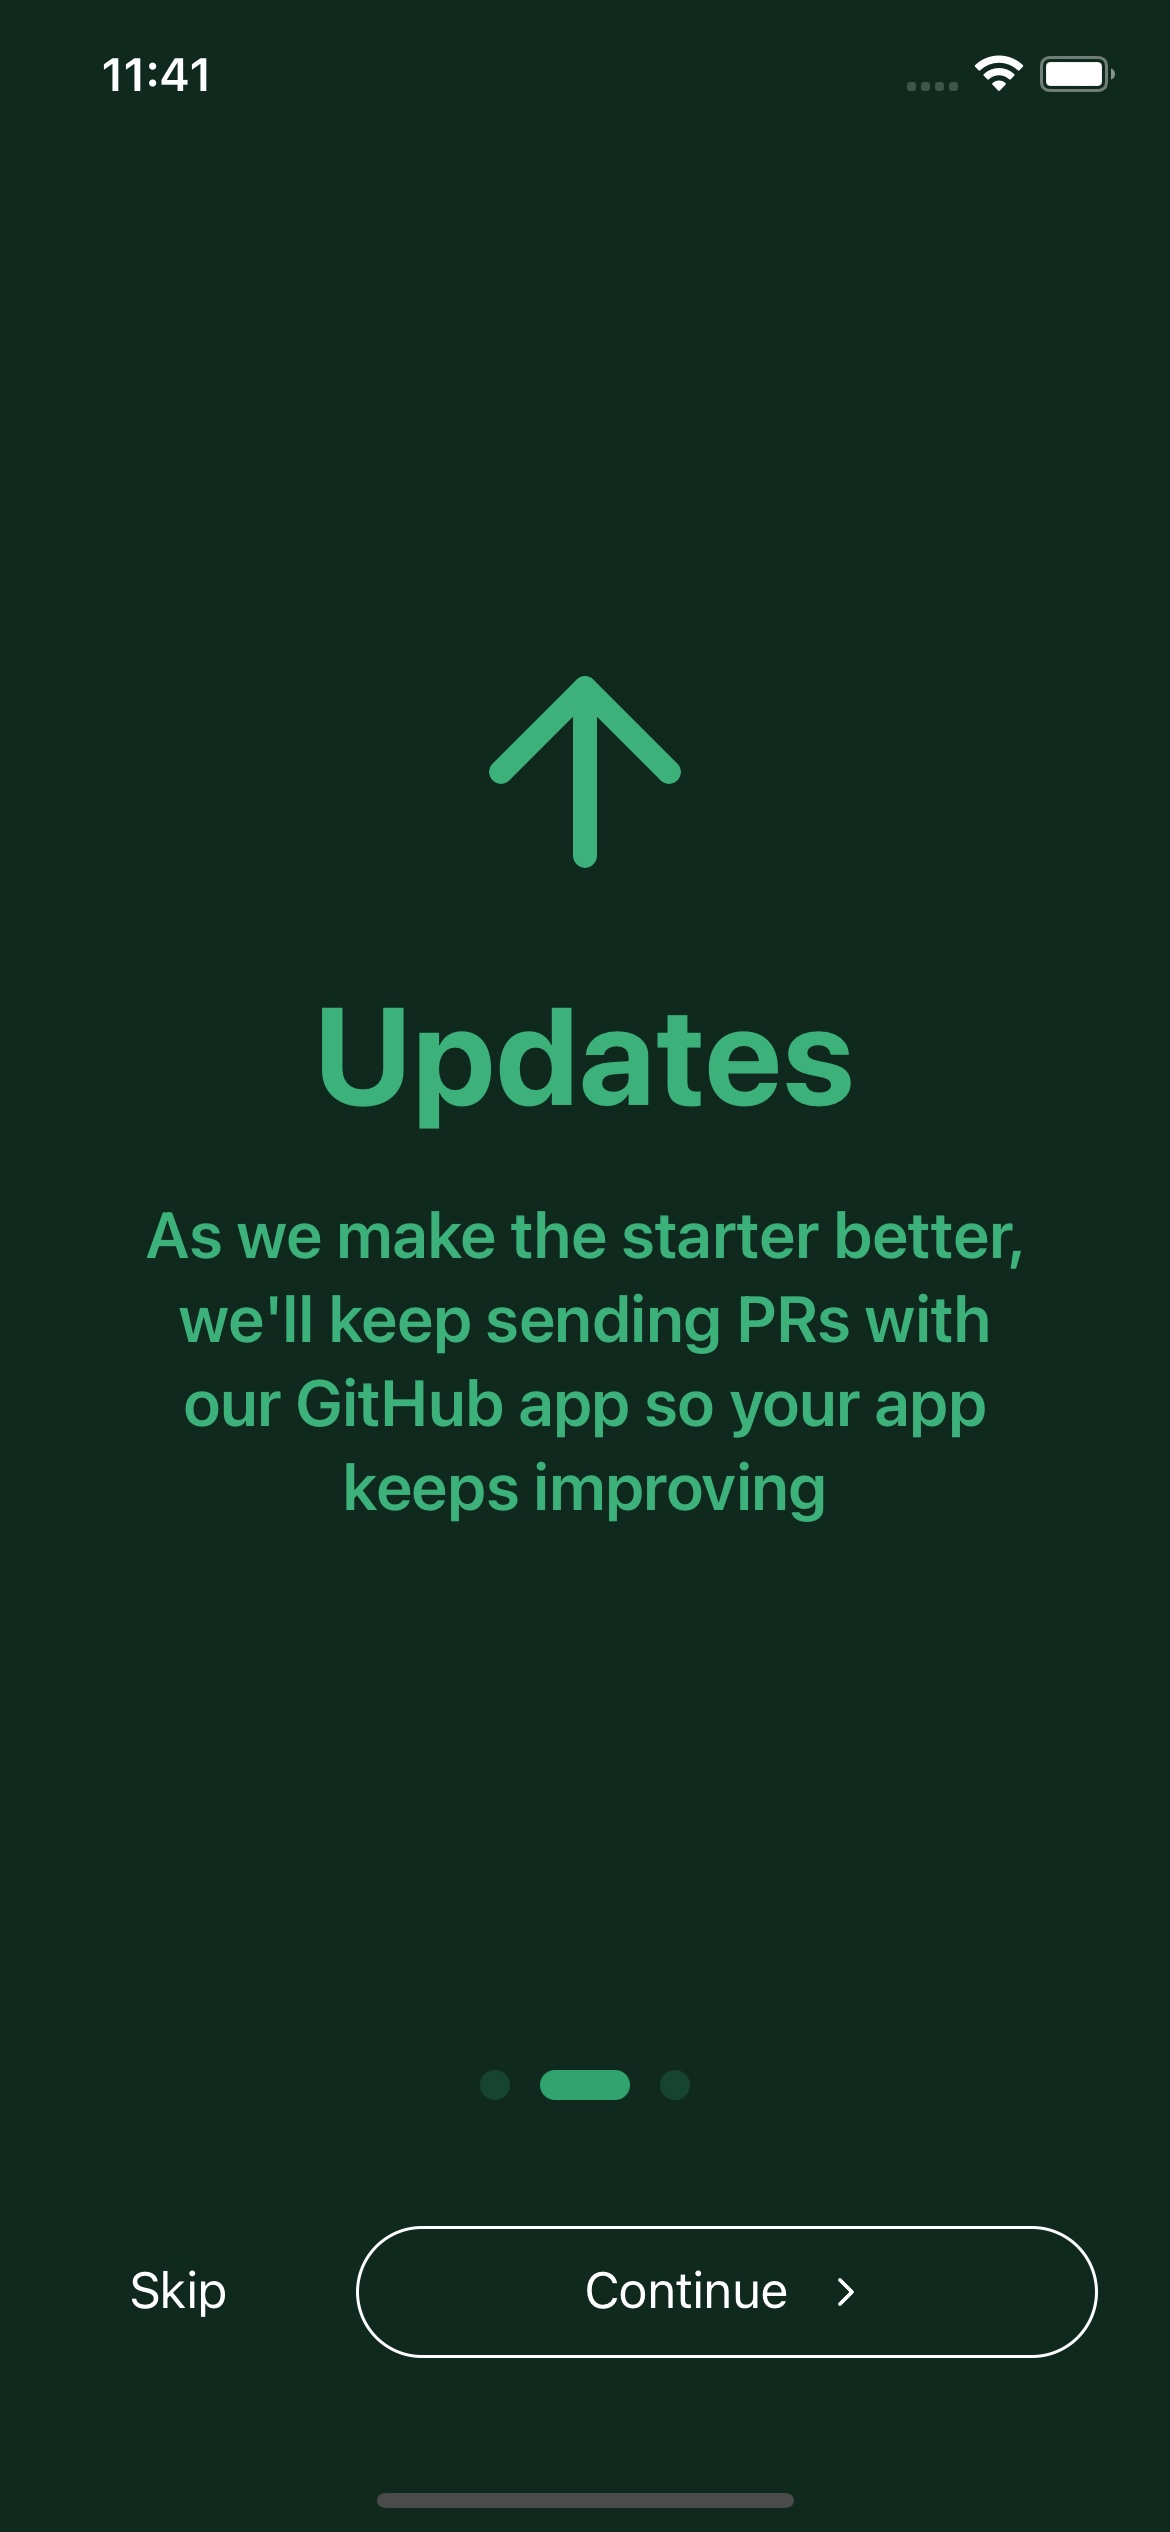 11:41
Updates
As we make the starter better,
we'll keep sending PRs with
our GitHub app so your app
keeps improving
Skip
Continue